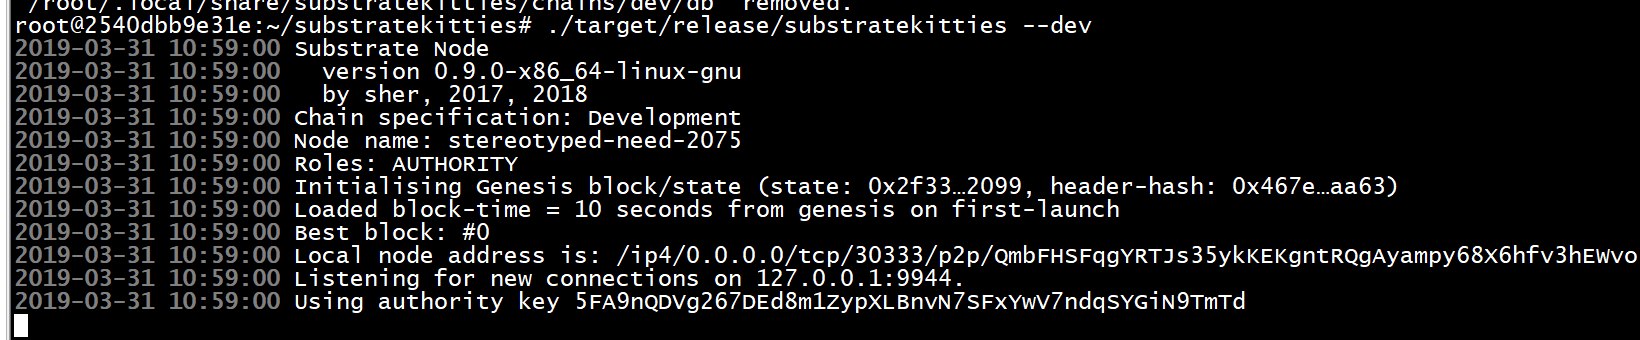 /root/.local/share/substratekitties/chains/dev/db" removed.
root@2540dbb9e31e:~/substratekitties# ./target/release/substratekitties --dev
2019-03-31 10:59:00 Substrate Node
2019-03-31 10:59:00   version 0.9.0-x86_64-linux-gnu
2019-03-31 10:59:00   by sher, 2017, 2018
2019-03-31 10:59:00 Chain specification: Development
2019-03-31 10:59:00 Node name: stereotyped-need-2075
2019-03-31 10:59:00 Roles: AUTHORITY
2019-03-31 10:59:00 Initialising Genesis block/state (state: 0x2f33…2099, header-hash: 0x467e…aa63)
2019-03-31 10:59:00 Loaded block-time = 10 seconds from genesis on first-launch
2019-03-31 10:59:00 Best block: #0
2019-03-31 10:59:00 Local node address is: /ip4/0.0.0.0/tcp/30333/p2p/QmbFHSFqgYRTJs35ykKEKgntRQgAyampy68X6hfv3hEWvo
2019-03-31 10:59:00 Listening for new connections on 127.0.0.1:9944.
2019-03-31 10:59:00 Using authority key 5FA9nQDVg267DEd8m1ZypXLBnvN7SFxYwV7ndqSYGiN9TmTd